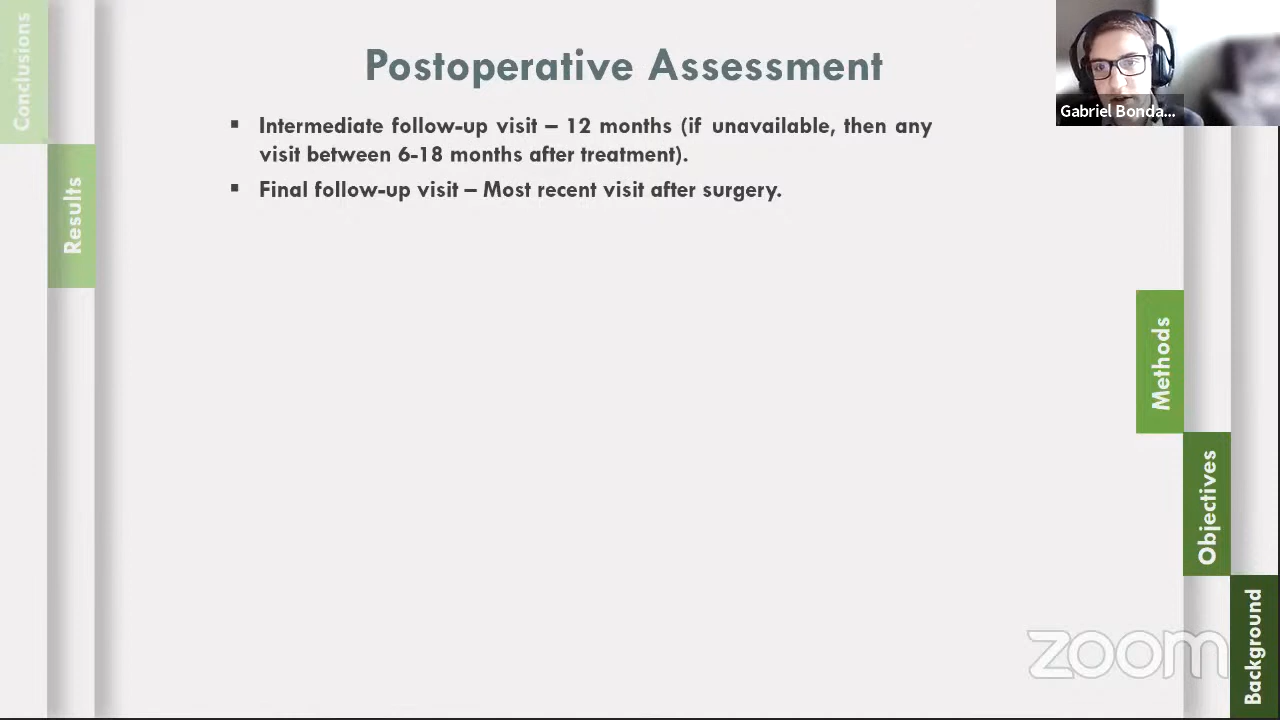 Postoperative Assessment
▪ Intermediate follow-up visit – 12 months (if unavailable, then any
visit between 6-18 months after treatment).
▪ Final follow-up visit – Most recent visit after surgery.
Gabriel Bonda...
Conclusions
Results
Methods
Objectives
Background
zoom